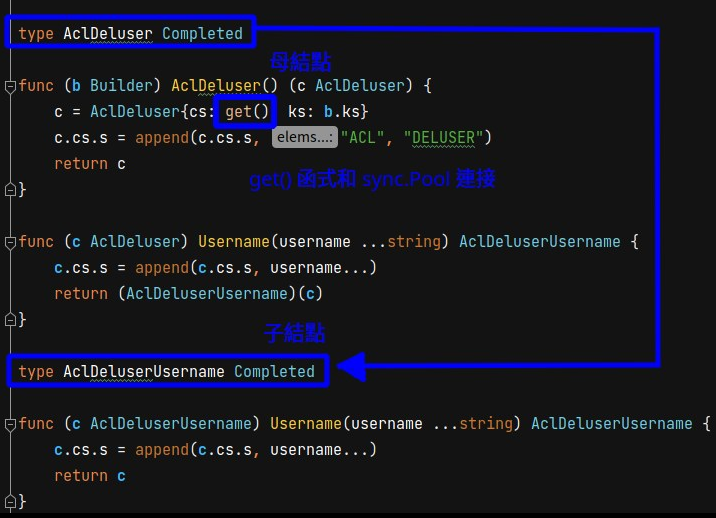 type AclDeluser Completed
母結點
func (b Builder) AclDeluser() (c AclDeluser) {
c = AclDeluser{cs: get() ks: b.ks}
c.cs.s = append(c.cs.s, elems...: "ACL", "DELUSER")
return c
get() 函式和 sync.Pool 連接
}
func (c AclDeluser) Username(username ...string) AclDeluserUsername {
c.cs.s = append(c.cs.s, username...)
return (AclDeluserUsername)(c)
}
子結點
type AclDeluserUsername Completed
func (c AclDeluserUsername) Username(username ...string) AclDeluserUsername {
c.cs.s = append(c.cs.s, username...)
return c
}